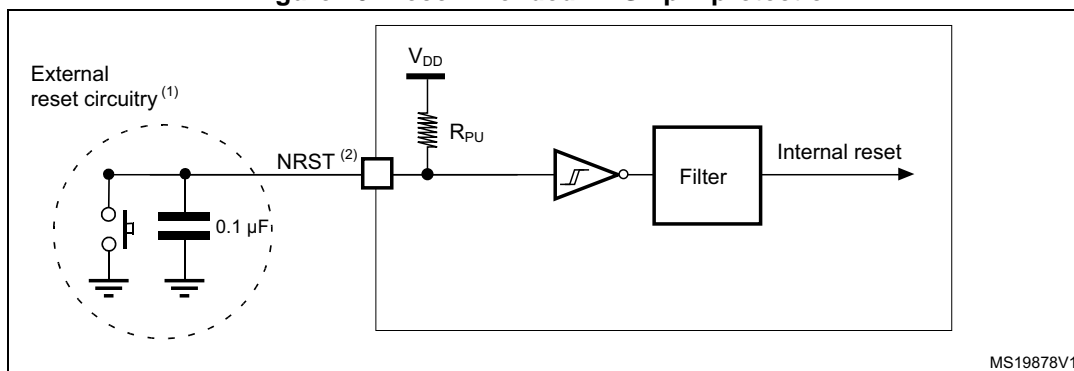 External
reset circuitry (1)
VDD
RPU
NRST (2)
0.1 µF
Filter
Internal reset
MS19878V1